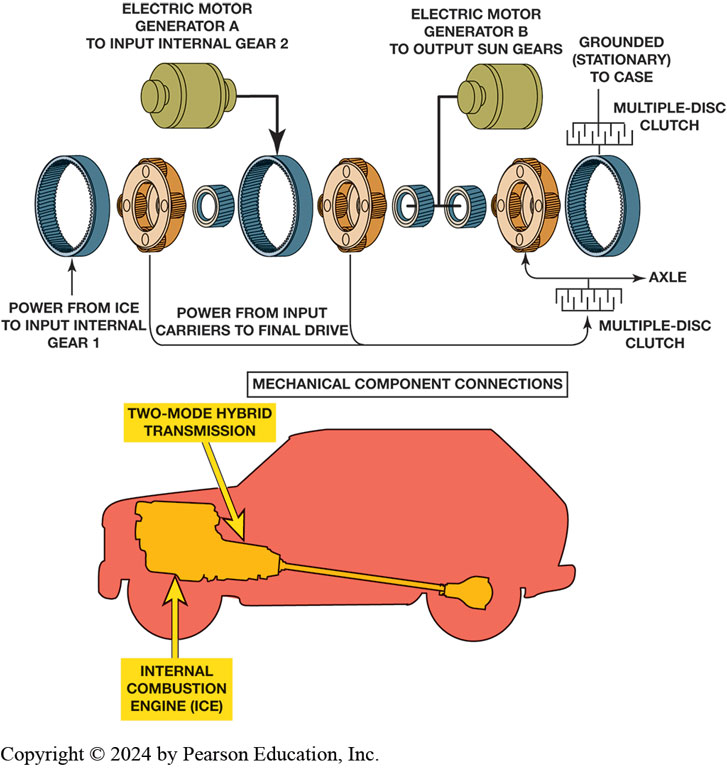 ELECTRIC MOTOR
GENERATOR A
TO INPUT INTERNAL GEAR 2
ELECTRIC MOTOR
GENERATOR B
TO OUTPUT SUN GEARS
GROUNDED
(STATIONARY)
TO CASE
MULTIPLE-DISC
CLUTCH
POWER FROM ICE
TO INPUT INTERNAL
GEAR 1
POWER FROM INPUT
CARRIERS TO FINAL DRIVE
AXLE
MULTIPLE-DISC
CLUTCH
MECHANICAL COMPONENT CONNECTIONS
TWO-MODE HYBRID
TRANSMISSION
INTERNAL
COMBUSTION
ENGINE (ICE)
Copyright © 2024 by Pearson Education, Inc.